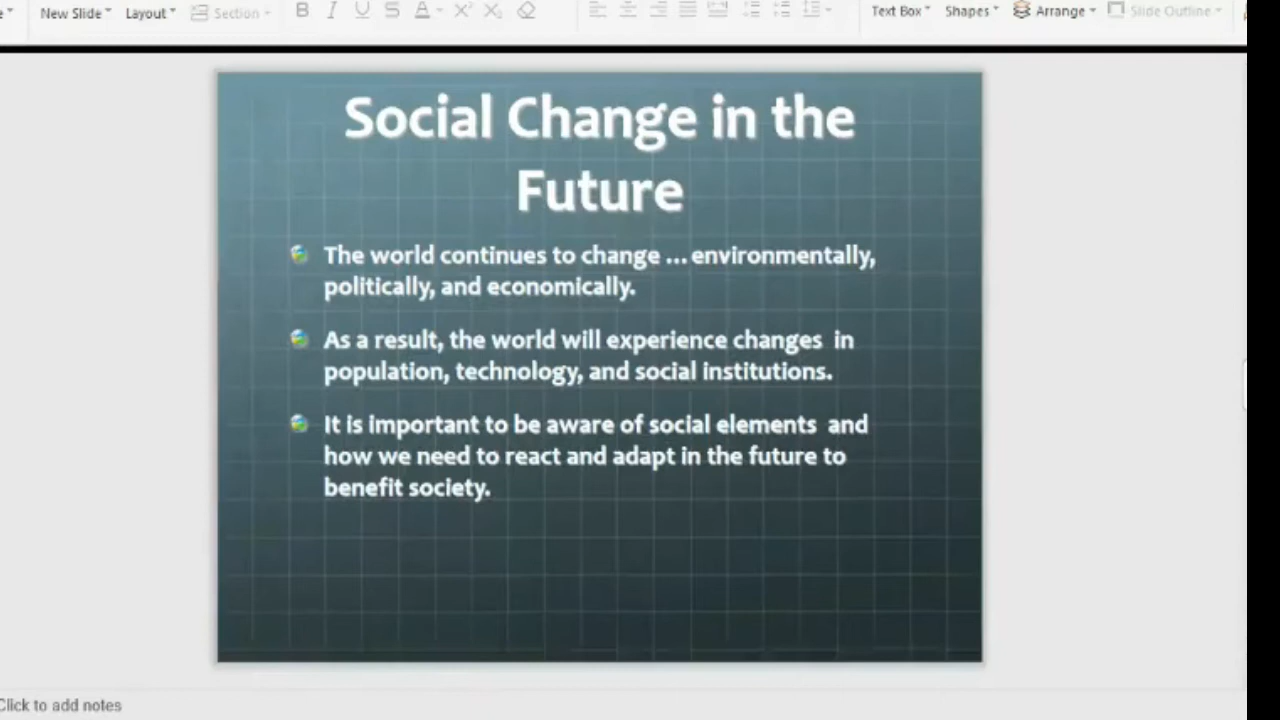 New Slide Layout Section B I U S A X² X₂ Text Box Shapes Arrange Slide Outline
Social Change in the
Future
The world continues to change ... environmentally,
politically, and economically.
As a result, the world will experience changes in
population, technology, and social institutions.
It is important to be aware of social elements and
how we need to react and adapt in the future to
benefit society.
Click to add notes